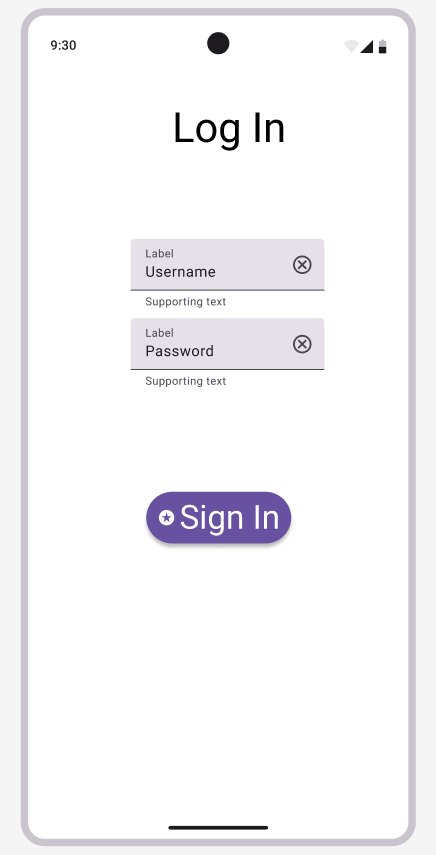 9:30
Log In
Label
Username
Supporting text
Label
Password
Supporting text
Sign In